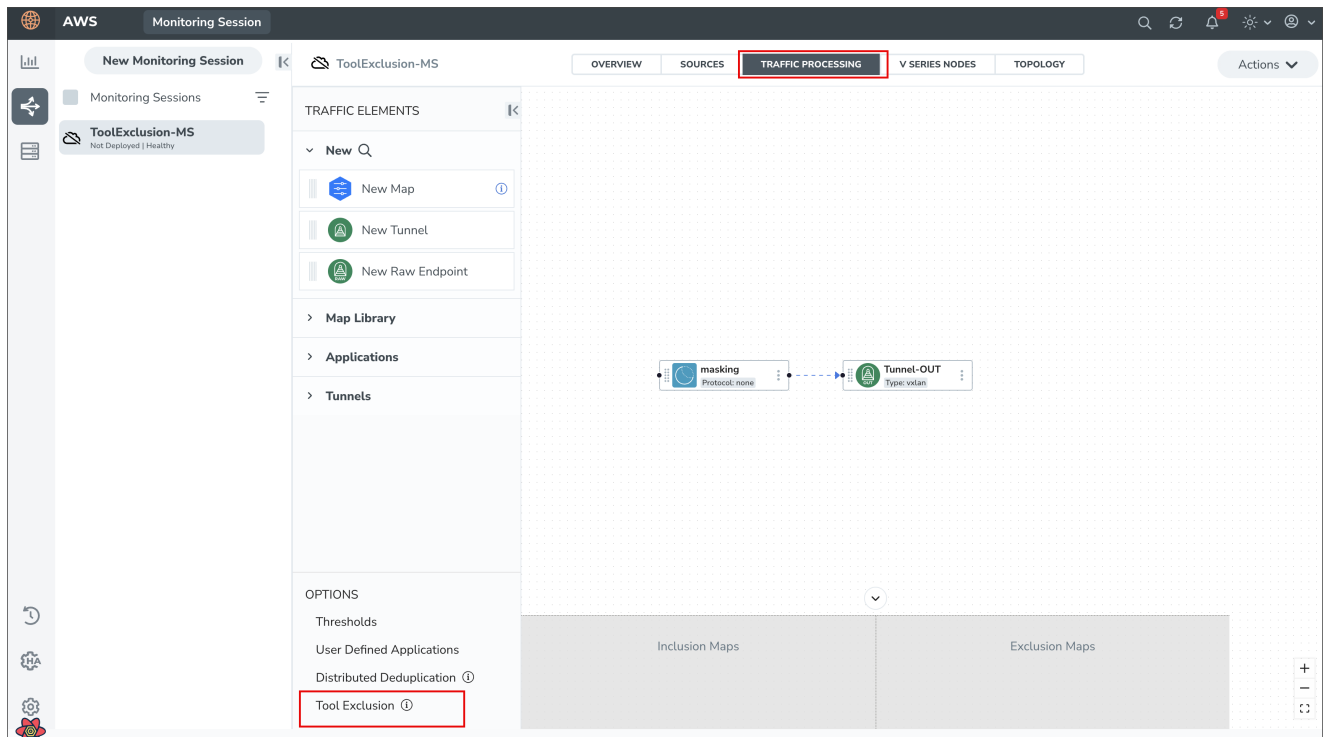 AWS
Monitoring Session
5
New Monitoring Session
ToolExclusion-MS
OVERVIEW
SOURCES
TRAFFIC PROCESSING
V SERIES NODES
TOPOLOGY
Actions
Monitoring Sessions
ToolExclusion-MS
Not Deployed | Healthy
TRAFFIC ELEMENTS
New
New Map
New Tunnel
New Raw Endpoint
Map Library
Applications
Tunnels
masking
Protocol: none
OUT
Tunnel-OUT
Type: vxlan
OPTIONS
Thresholds
User Defined Applications
Distributed Deduplication
Tool Exclusion
Inclusion Maps
Exclusion Maps
HA